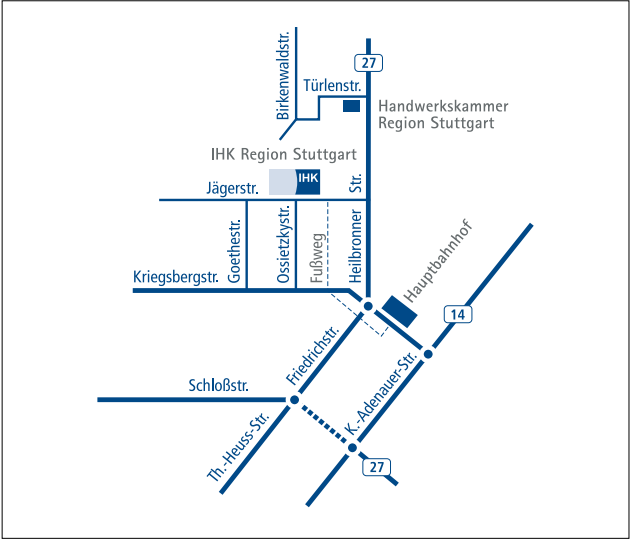 Birkenwaldstr.
27
Türlenstr.
Handwerkskammer
Region Stuttgart
IHK Region Stuttgart
IHK
Jägerstr.
Heilbronner Str.
Goethestr.
Ossietzkystr.
Fußweg
Kriegsbergstr.
Hauptbahnhof
14
Friedrichstr.
K.-Adenauer-Str.
Schloßstr.
Th.-Heuss-Str.
27